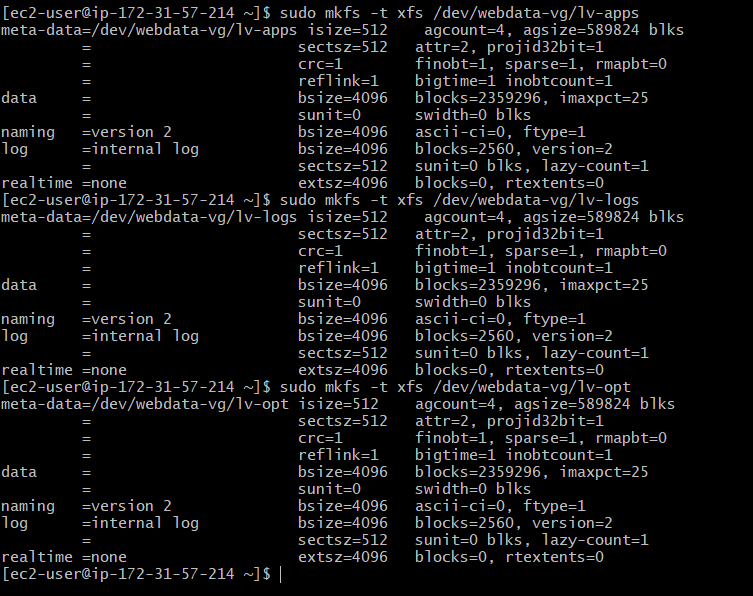 [ec2-user@ip-172-31-57-214 ~]$ sudo mkfs -t xfs /dev/webdata-vg/lv-apps
meta-data=/dev/webdata-vg/lv-apps isize=512    agcount=4, agsize=589824 blks
         =                       sectsz=512   attr=2, projid32bit=1
         =                       crc=1        finobt=1, sparse=1, rmapbt=0
         =                       reflink=1    bigtime=1 inobtcount=1
data     =                       bsize=4096   blocks=2359296, imaxpct=25
         =                       sunit=0      swidth=0 blks
naming   =version 2              bsize=4096   ascii-ci=0, ftype=1
log      =internal log           bsize=4096   blocks=2560, version=2
         =                       sectsz=512   sunit=0 blks, lazy-count=1
realtime =none                   extsz=4096   blocks=0, rtextents=0
[ec2-user@ip-172-31-57-214 ~]$ sudo mkfs -t xfs /dev/webdata-vg/lv-logs
meta-data=/dev/webdata-vg/lv-logs isize=512    agcount=4, agsize=589824 blks
         =                       sectsz=512   attr=2, projid32bit=1
         =                       crc=1        finobt=1, sparse=1, rmapbt=0
         =                       reflink=1    bigtime=1 inobtcount=1
data     =                       bsize=4096   blocks=2359296, imaxpct=25
         =                       sunit=0      swidth=0 blks
naming   =version 2              bsize=4096   ascii-ci=0, ftype=1
log      =internal log           bsize=4096   blocks=2560, version=2
         =                       sectsz=512   sunit=0 blks, lazy-count=1
realtime =none                   extsz=4096   blocks=0, rtextents=0
[ec2-user@ip-172-31-57-214 ~]$ sudo mkfs -t xfs /dev/webdata-vg/lv-opt
meta-data=/dev/webdata-vg/lv-opt isize=512    agcount=4, agsize=589824 blks
         =                       sectsz=512   attr=2, projid32bit=1
         =                       crc=1        finobt=1, sparse=1, rmapbt=0
         =                       reflink=1    bigtime=1 inobtcount=1
data     =                       bsize=4096   blocks=2359296, imaxpct=25
         =                       sunit=0      swidth=0 blks
naming   =version 2              bsize=4096   ascii-ci=0, ftype=1
log      =internal log           bsize=4096   blocks=2560, version=2
         =                       sectsz=512   sunit=0 blks, lazy-count=1
realtime =none                   extsz=4096   blocks=0, rtextents=0
[ec2-user@ip-172-31-57-214 ~]$